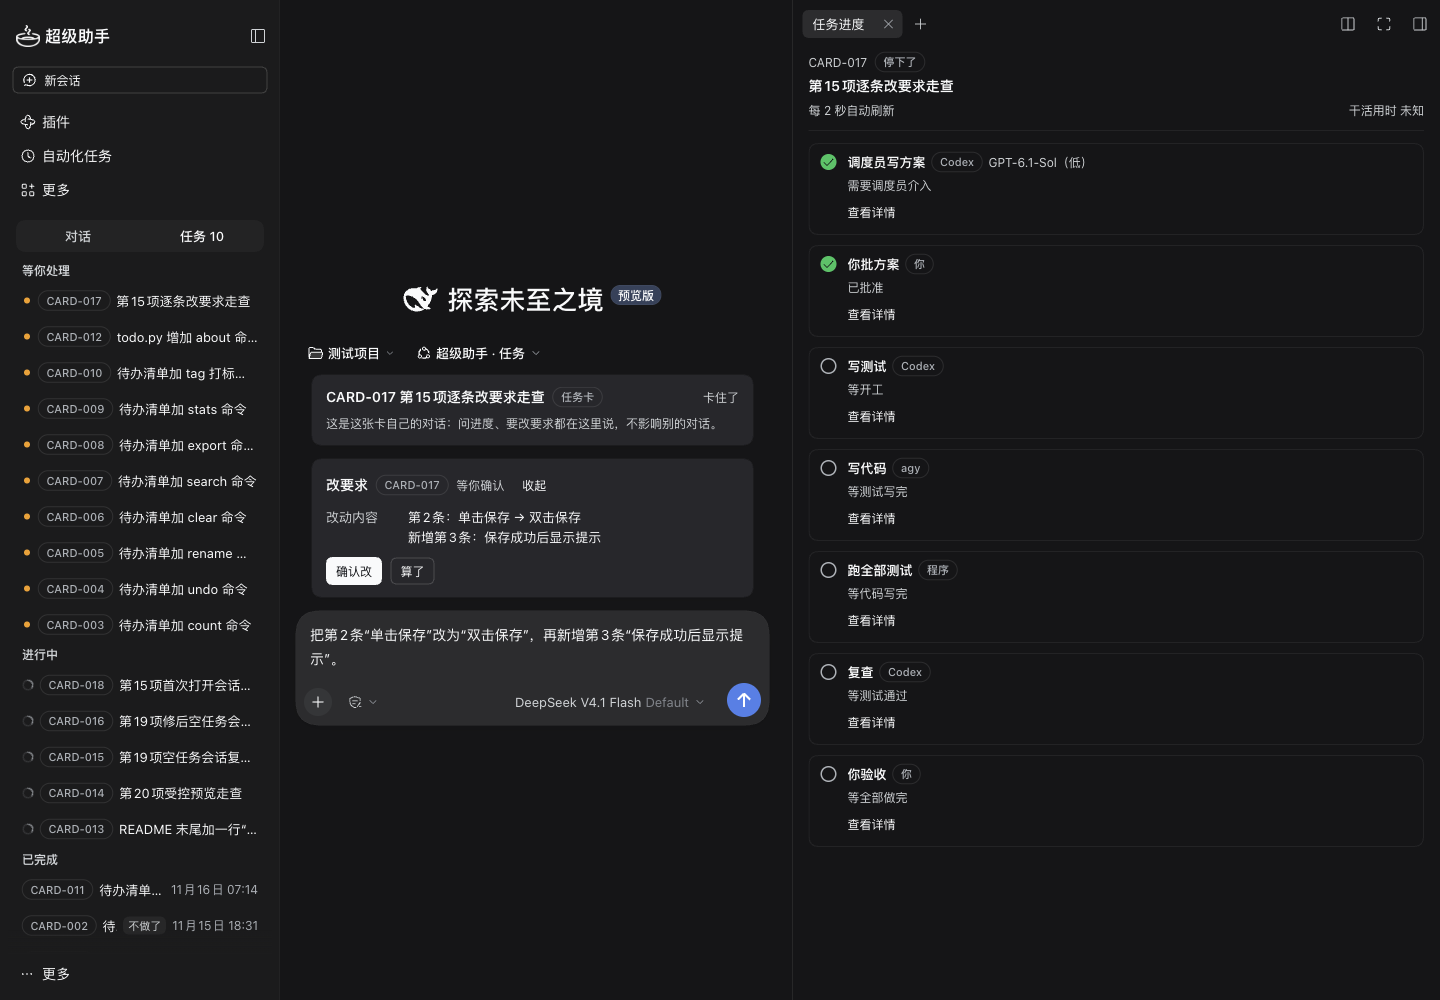 超级助手
新会话
插件
自动化任务
更多
对话
任务 10
等你处理
CARD-017 第15项逐条改要求走查
CARD-012 todo.py 增加 about 命...
CARD-010 待办清单加 tag 打标...
CARD-009 待办清单加 stats 命令
CARD-008 待办清单加 export 命...
CARD-007 待办清单加 search 命令
CARD-006 待办清单加 clear 命令
CARD-005 待办清单加 rename ...
CARD-004 待办清单加 undo 命令
CARD-003 待办清单加 count 命令
进行中
CARD-018 第15项首次打开会话...
CARD-016 第19项修后空任务会...
CARD-015 第19项空任务会话复...
CARD-014 第20项受控预览走查
CARD-013 README 末尾加一行“...
已完成
CARD-011 待办清单... 11月16日 07:14
CARD-002 待 不做了 11月15日 18:31
更多
探索未至之境 预览版
测试项目
超级助手 · 任务
CARD-017 第15项逐条改要求走查 任务卡 卡住了
这是这张卡自己的对话：问进度、要改要求都在这里说，不影响别的对话。
改要求 CARD-017 等你确认 收起
改动内容 第2条：单击保存 → 双击保存
新增第3条：保存成功后显示提示
确认改 算了
把第2条“单击保存”改为“双击保存”，再新增第3条“保存成功后显示提
示”。
DeepSeek V4.1 Flash Default
任务进度
CARD-017 停下了
第15项逐条改要求走查
每 2 秒自动刷新 干活用时 未知
调度员写方案 Codex GPT-6.1-Sol（低）
需要调度员介入
查看详情
你批方案 你
已批准
查看详情
写测试 Codex
等开工
查看详情
写代码 agy
等测试写完
查看详情
跑全部测试 程序
等代码写完
查看详情
复查 Codex
等测试通过
查看详情
你验收 你
等全部做完
查看详情